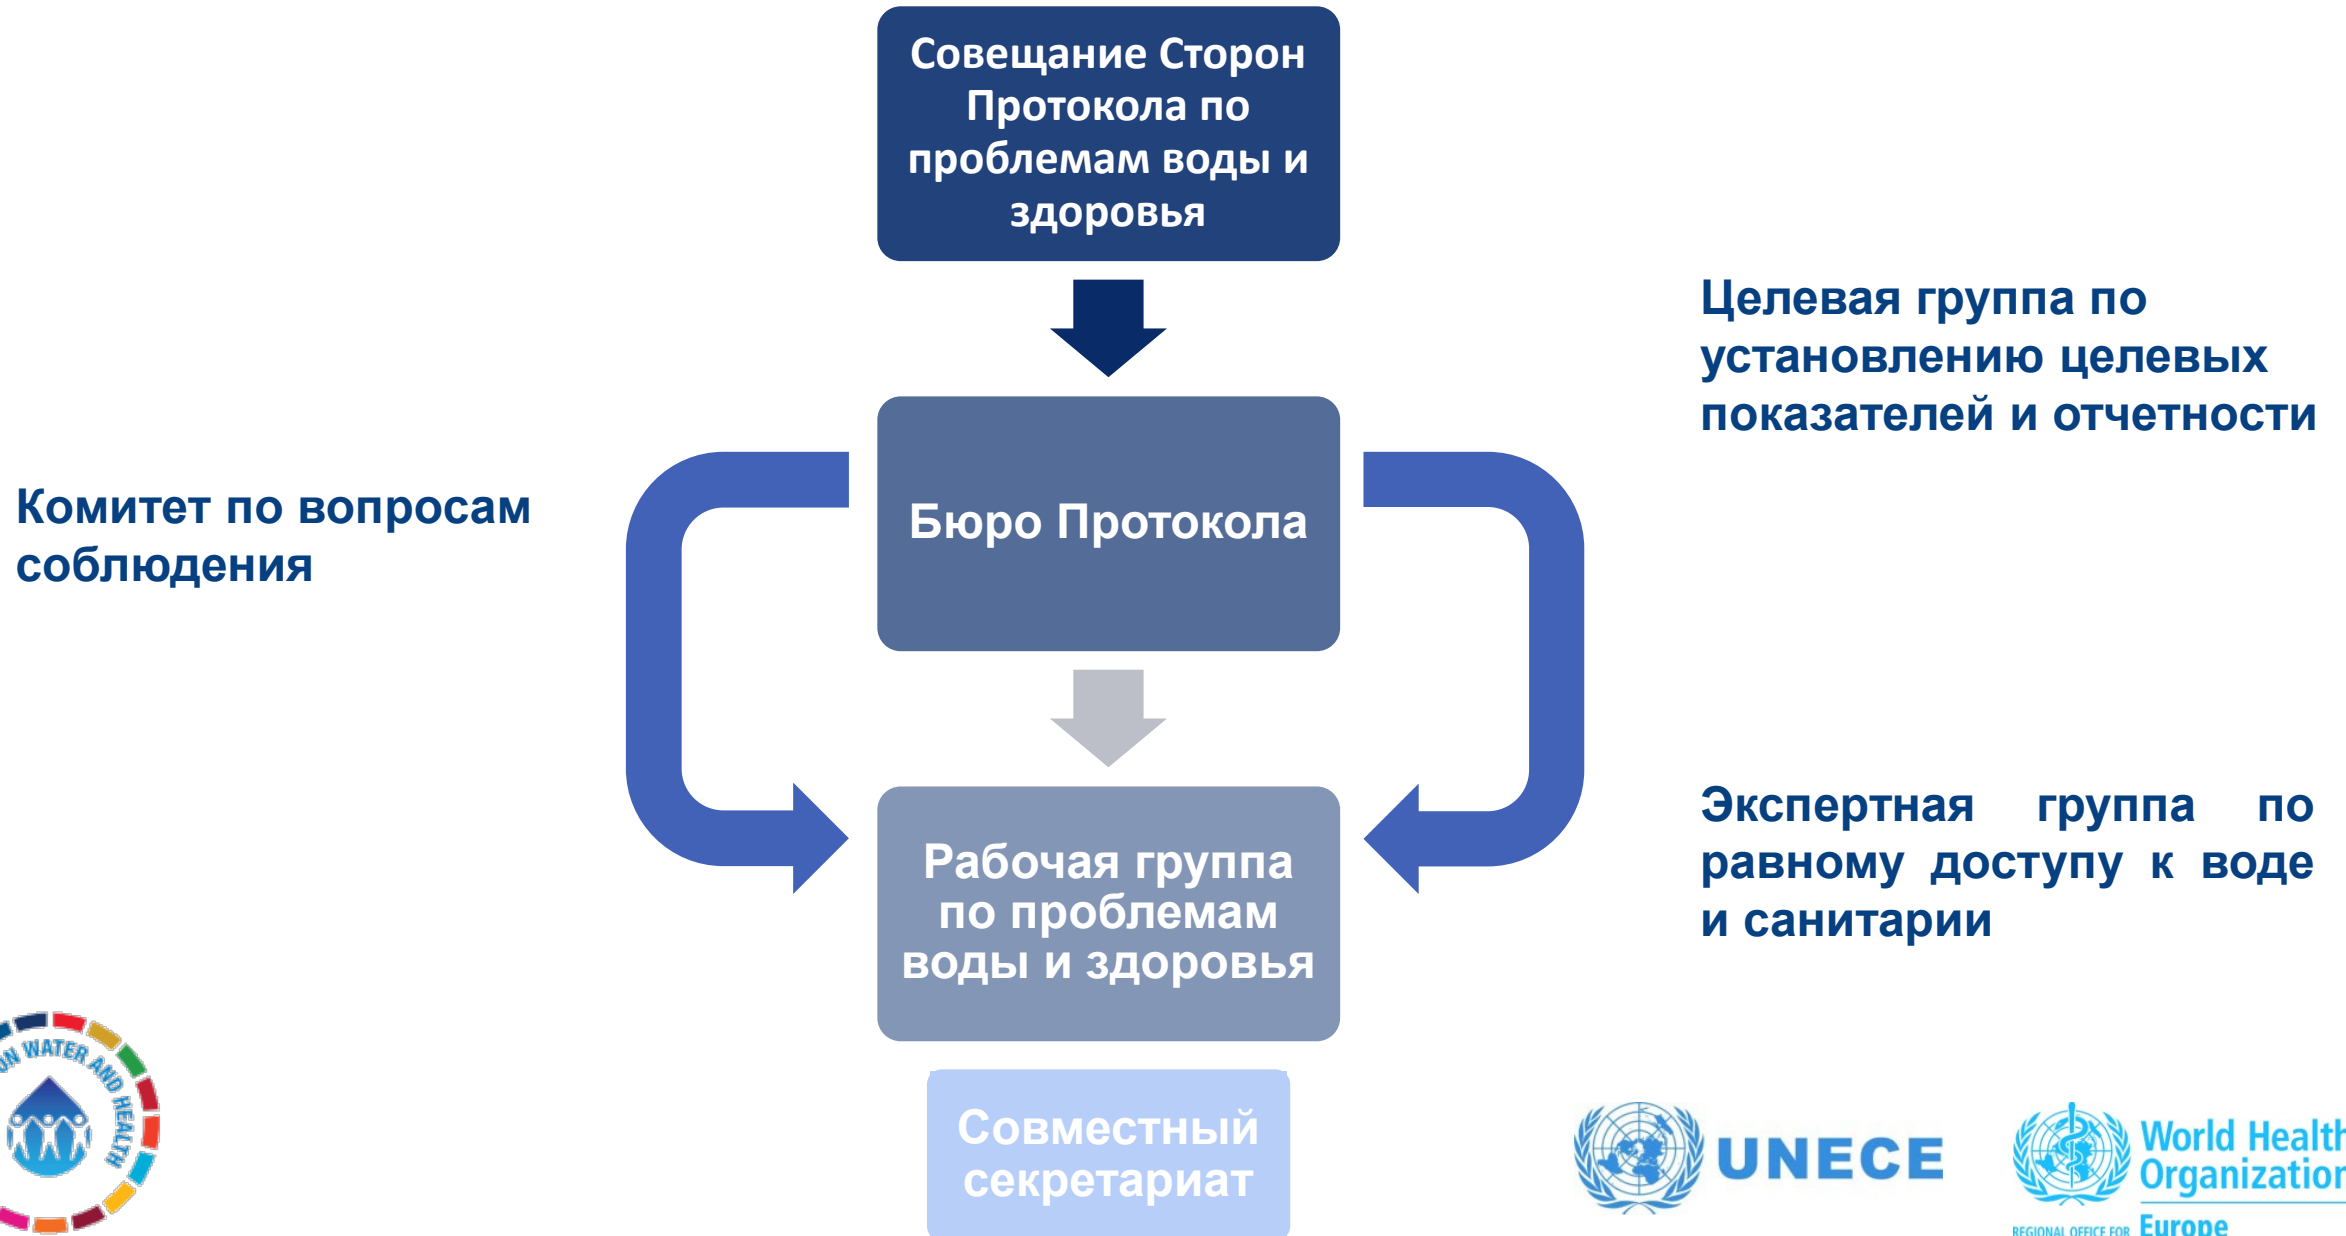 Совещание Сторон
Протокола по
проблемам воды и
здоровья
Целевая группа по
установлению целевых
показателей и отчетности
Комитет по вопросам
соблюдения
Бюро Протокола
Экспертная группа по
равному доступу к воде
и санитарии
Рабочая группа
по проблемам
воды и здоровья
Совместный
секретариат
ON WATER AND HEALTH
UNECE
World Health
Organization
REGIONAL OFFICE FOR Europe